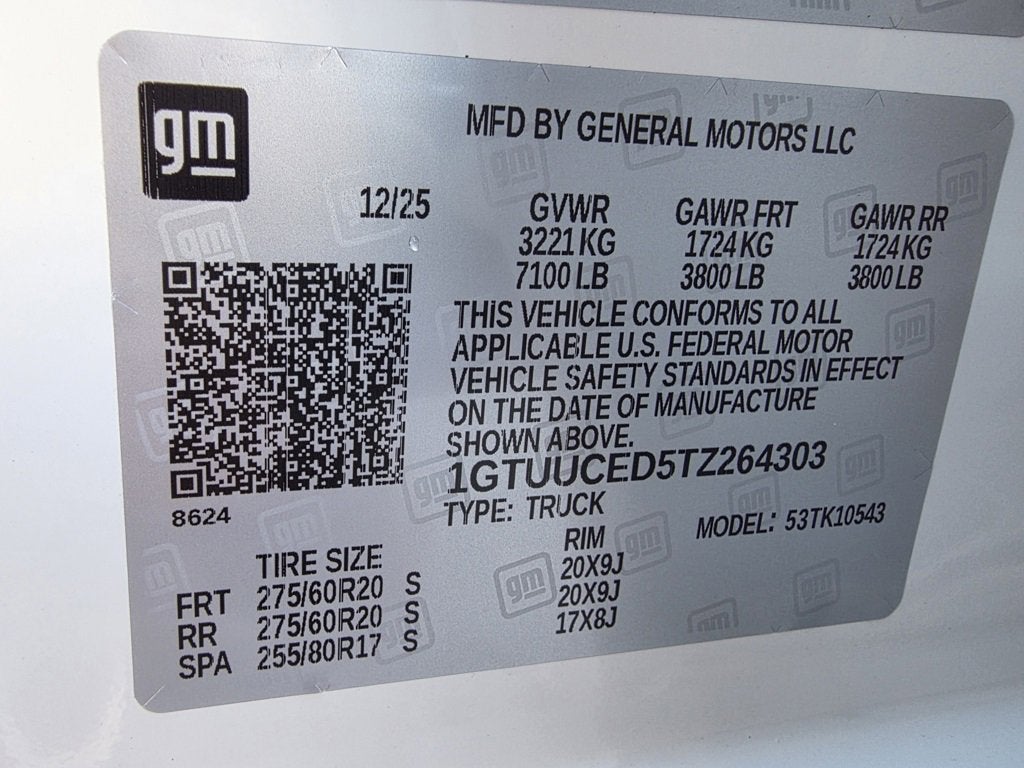 gm
MFD BY GENERAL MOTORS LLC
12/25
GVWR GAWR FRT GAWR RR
3221 KG 1724 KG 1724 KG
7100 LB 3800 LB 3800 LB
THIS VEHICLE CONFORMS TO ALL
APPLICABLE U.S. FEDERAL MOTOR
VEHICLE SAFETY STANDARDS IN EFFECT
ON THE DATE OF MANUFACTURE
SHOWN ABOVE.
1GTUUCED5TZ264303
TYPE: TRUCK
MODEL: 53TK10543
8624
TIRE SIZE RIM
FRT 275/60R20 S 20X9J
RR 275/60R20 S 20X9J
SPA 255/80R17 S 17X8J